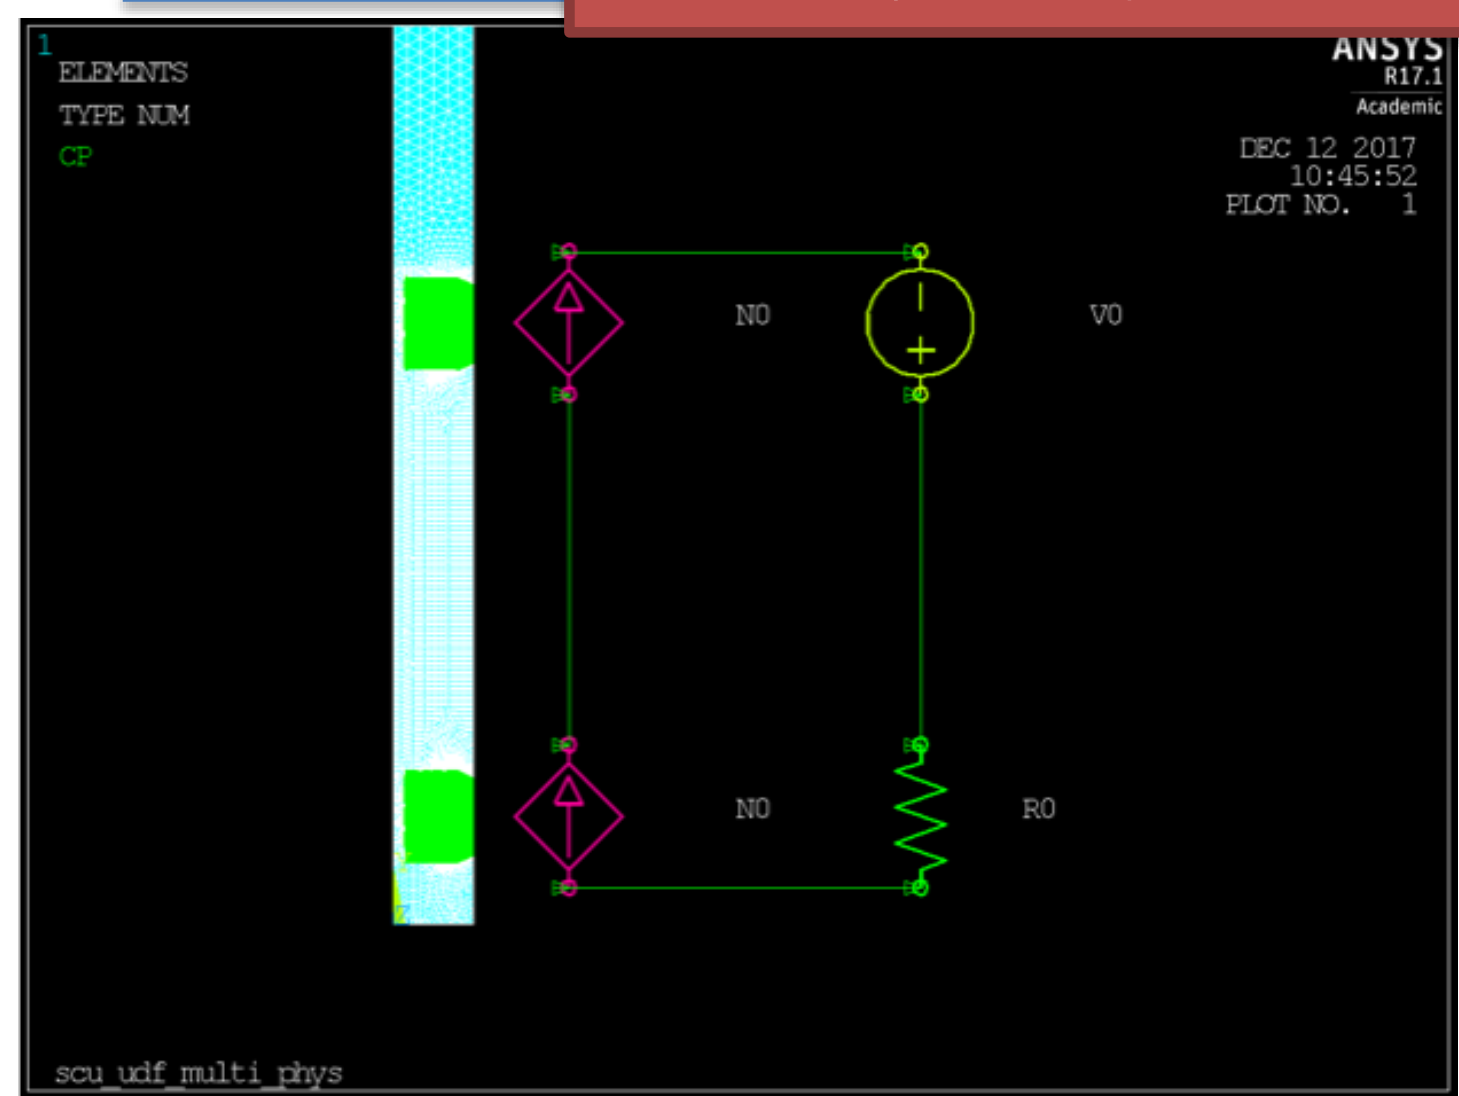 1
ELEMENTS
TYPE NUM
CP
ANSYS
R17.1
Academic
DEC 12 2017
10:45:52
PLOT NO. 1
N0
V0
N0
R0
Z
scu_udf_multi_phys